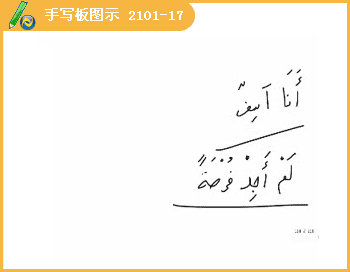 手写板图示 2101-17
أَنَا آسِفٌ
لَمْ أَجِدْ فُرْصَةً